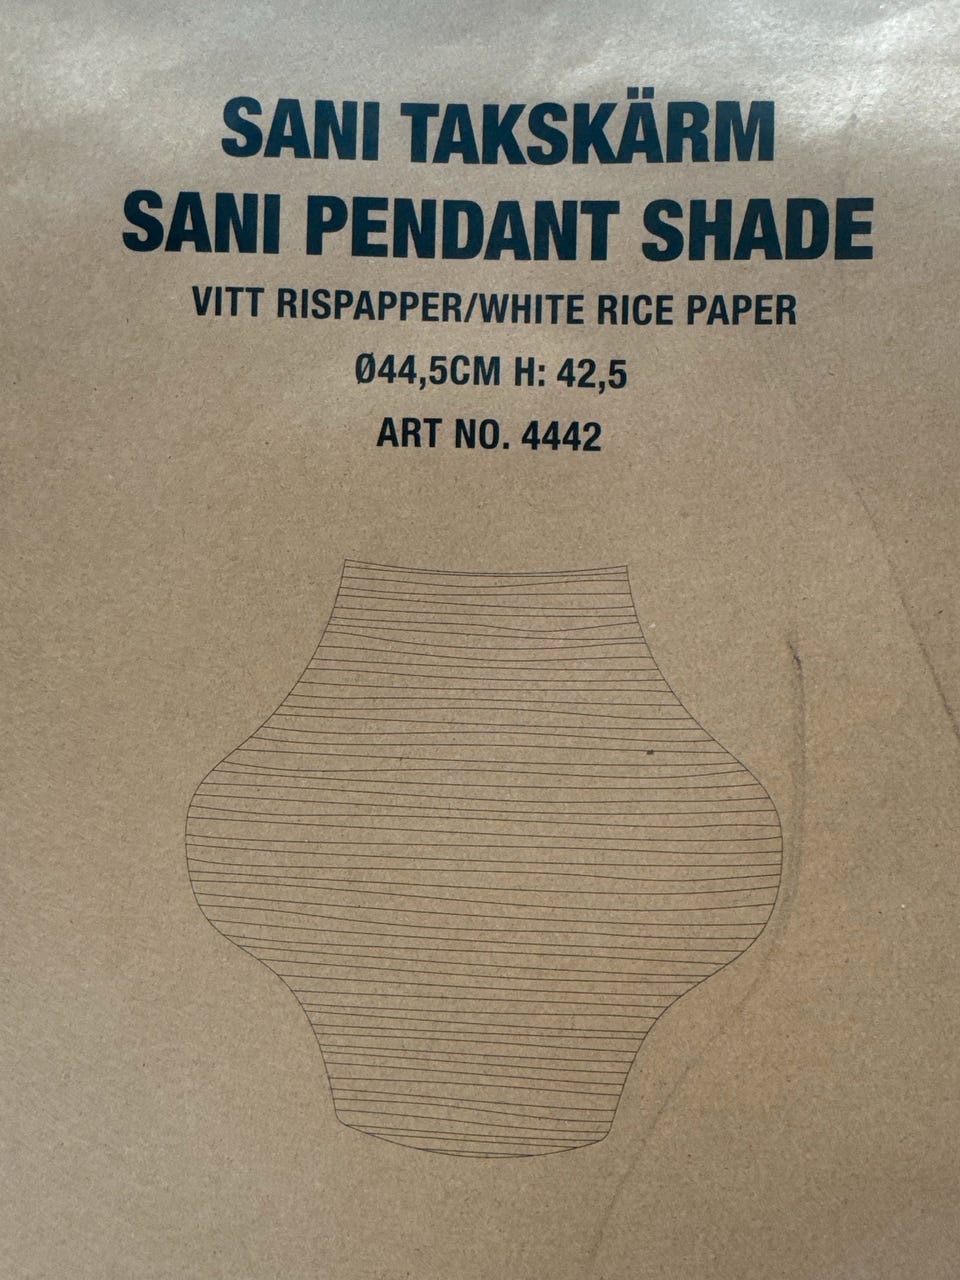 SANI TAKSKÄRM
SANI PENDANT SHADE
VITT RISPAPPER/WHITE RICE PAPER
Ø44,5CM H: 42,5
ART NO. 4442